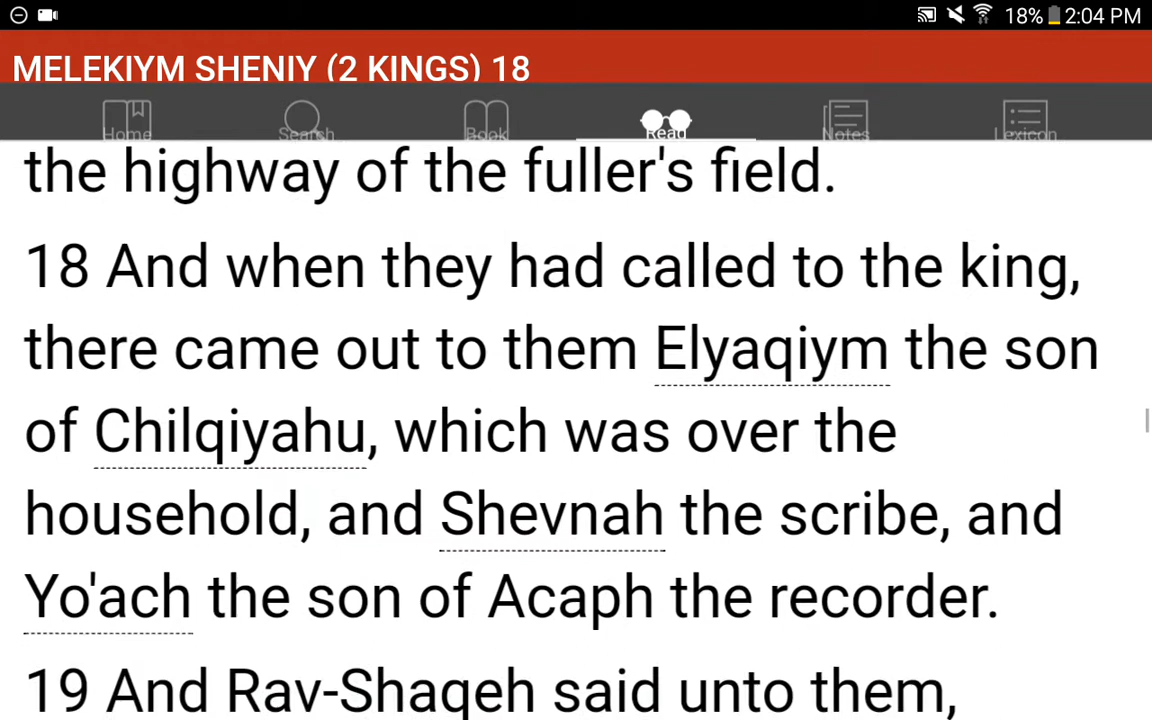 18% 2:04 PM
MELEKIYM SHENIY (2 KINGS) 18
Home Search Book Read Notes Lexicon
the highway of the fuller's field.
18 And when they had called to the king,
there came out to them Elyaqiym the son
of Chilqiyahu, which was over the
household, and Shevnah the scribe, and
Yo'ach the son of Acaph the recorder.
19 And Rav-Shaqeh said unto them,